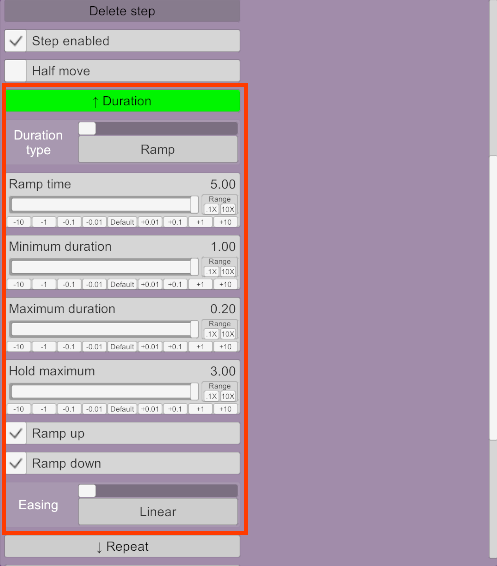 Delete step
Step enabled
Half move
↑ Duration
Duration
type
Ramp
Ramp time 5.00
Range
.1X 10X
-10 -1 -0.1 -0.01 Default +0.01 +0.1 +1 +10
Minimum duration 1.00
Range
.1X 10X
-10 -1 -0.1 -0.01 Default +0.01 +0.1 +1 +10
Maximum duration 0.20
Range
.1X 10X
-10 -1 -0.1 -0.01 Default +0.01 +0.1 +1 +10
Hold maximum 3.00
Range
.1X 10X
-10 -1 -0.1 -0.01 Default +0.01 +0.1 +1 +10
Ramp up
Ramp down
Easing
Linear
↓ Repeat